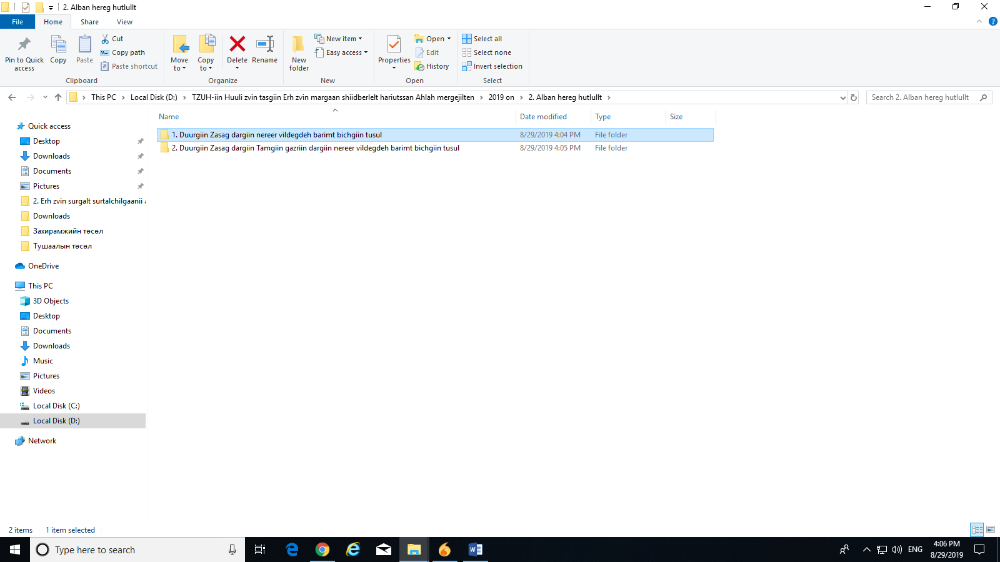 2. Alban hereg hutlullt
File
Home
Share
View
Pin to Quick access
Copy
Paste
Cut
Copy path
Paste shortcut
Clipboard
Move to
Copy to
Delete
Rename
Organize
New folder
New item
Easy access
New
Properties
Open
Edit
History
Open
Select all
Select none
Invert selection
Select
This PC > Local Disk (D:) > TZUH-iin Huuli zvin tasgiin Erh zvin margaan shiidberlelt hariutssan Ahlah mergejilten > 2019 on > 2. Alban hereg hutlullt >
Search 2. Alban hereg hutlullt
Name Date modified Type Size
1. Duurgiin Zasag dargiin nereer vildegdeh barimt bichgiin tusul 8/29/2019 4:04 PM File folder
2. Duurgiin Zasag dargiin Tamgiin gazriin dargiin nereer vildegdeh barimt bichgiin tusul 8/29/2019 4:05 PM File folder
Quick access
Desktop
Downloads
Documents
Pictures
2. Erh zvin surgalt surtalchilgaanii
Downloads
Захирамжийн төсөл
Тушаалын төсөл
OneDrive
This PC
3D Objects
Desktop
Documents
Downloads
Music
Pictures
Videos
Local Disk (C:)
Local Disk (D:)
Network
2 items 1 item selected
Type here to search
ENG
4:06 PM
8/29/2019